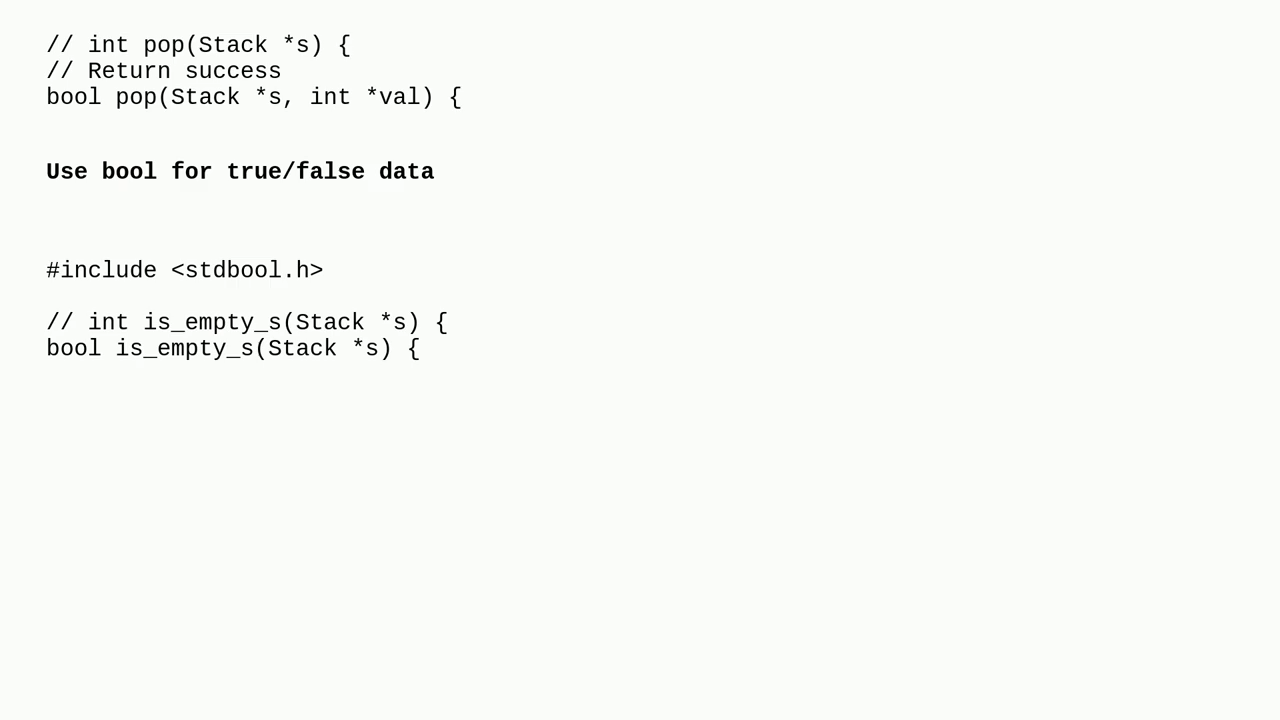 // int pop(Stack *s) {
// Return success
bool pop(Stack *s, int *val) {
Use bool for true/false data
#include <stdbool.h>
// int is_empty_s(Stack *s) {
bool is_empty_s(Stack *s) {